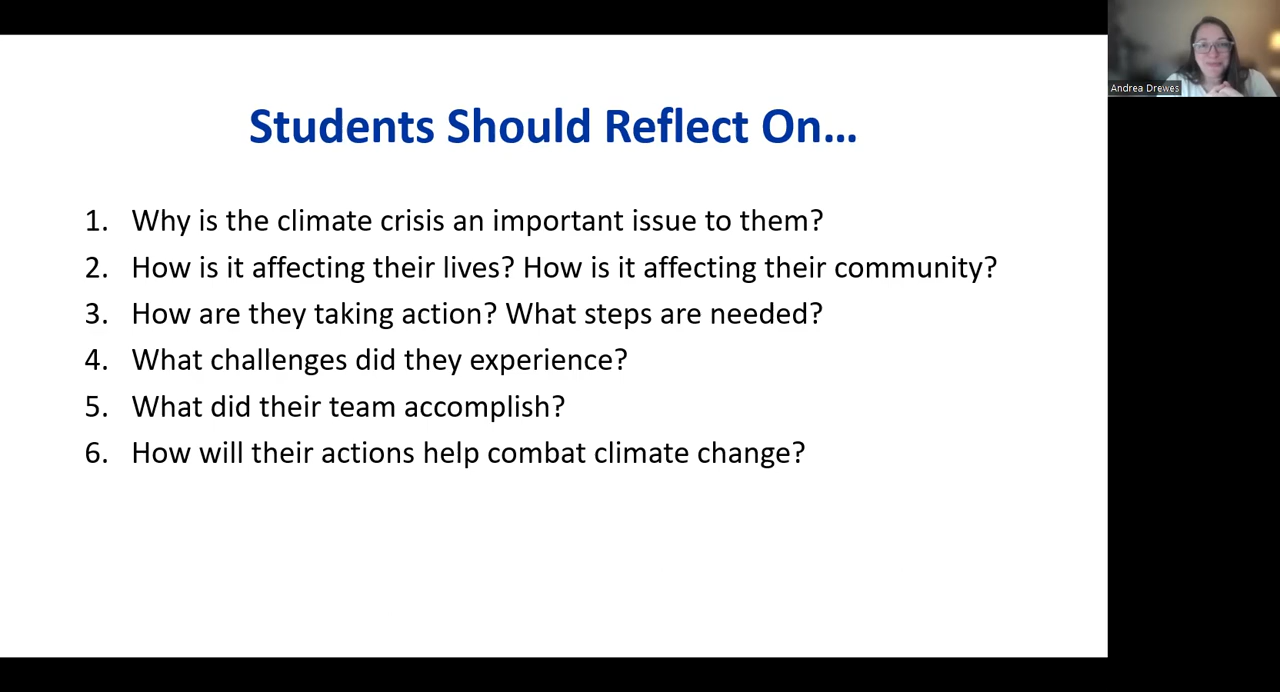 Students Should Reflect On…
1. Why is the climate crisis an important issue to them?
2. How is it affecting their lives? How is it affecting their community?
3. How are they taking action? What steps are needed?
4. What challenges did they experience?
5. What did their team accomplish?
6. How will their actions help combat climate change?
Andrea Drewes